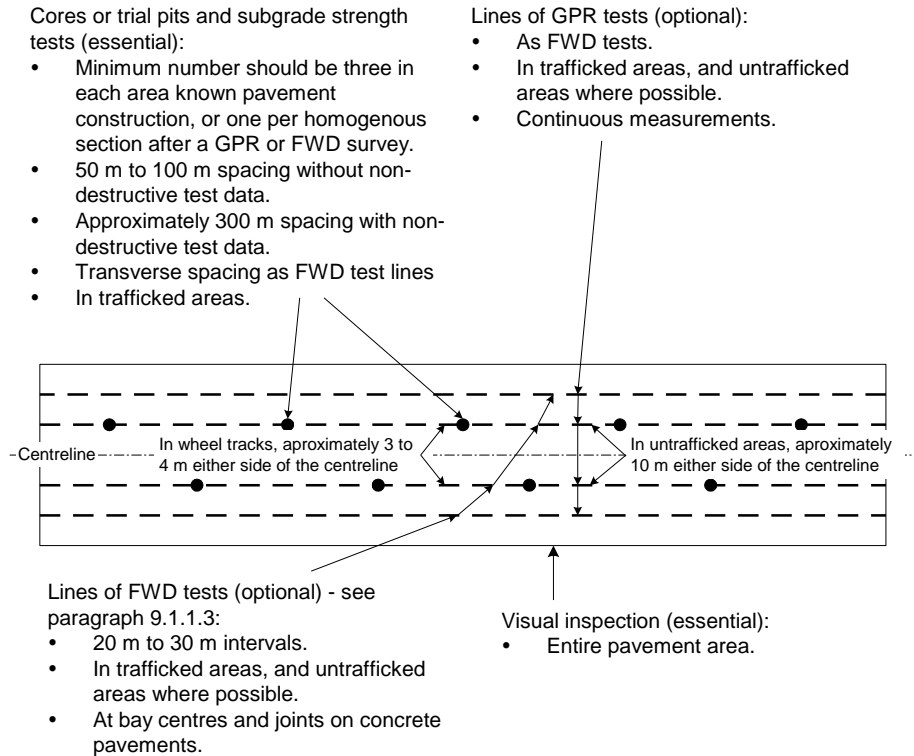 Cores or trial pits and subgrade strength
tests (essential):
• Minimum number should be three in
each area known pavement
construction, or one per homogenous
section after a GPR or FWD survey.
• 50 m to 100 m spacing without non-
destructive test data.
• Approximately 300 m spacing with non-
destructive test data.
• Transverse spacing as FWD test lines
• In trafficked areas.
Lines of GPR tests (optional):
• As FWD tests.
• In trafficked areas, and untrafficked
areas where possible.
• Continuous measurements.
Centreline
In wheel tracks, aproximately 3 to
4 m either side of the centreline
In untrafficked areas, aproximately
10 m either side of the centreline
Lines of FWD tests (optional) - see
paragraph 9.1.1.3:
• 20 m to 30 m intervals.
• In trafficked areas, and untrafficked
areas where possible.
• At bay centres and joints on concrete
pavements.
Visual inspection (essential):
• Entire pavement area.